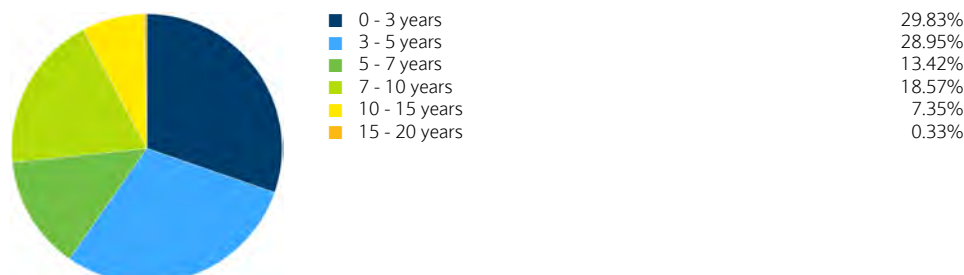 0 - 3 years 29.83%
3 - 5 years 28.95%
5 - 7 years 13.42%
7 - 10 years 18.57%
10 - 15 years 7.35%
15 - 20 years 0.33%